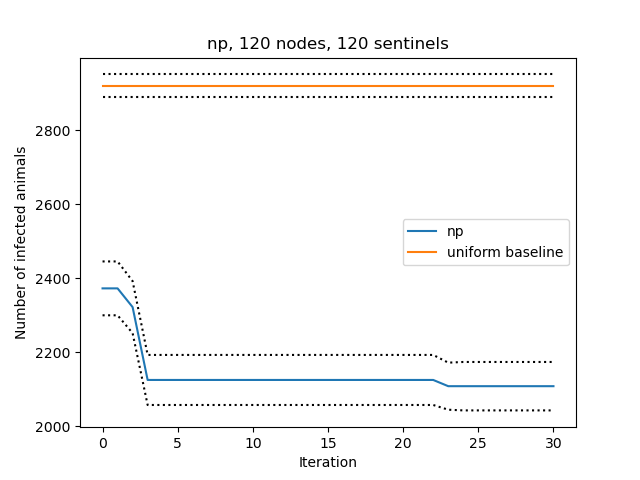 np, 120 nodes, 120 sentinels
Number of infected animals
2800
2600
2400
2200
2000
np
uniform baseline
0 5 10 15 20 25 30
Iteration